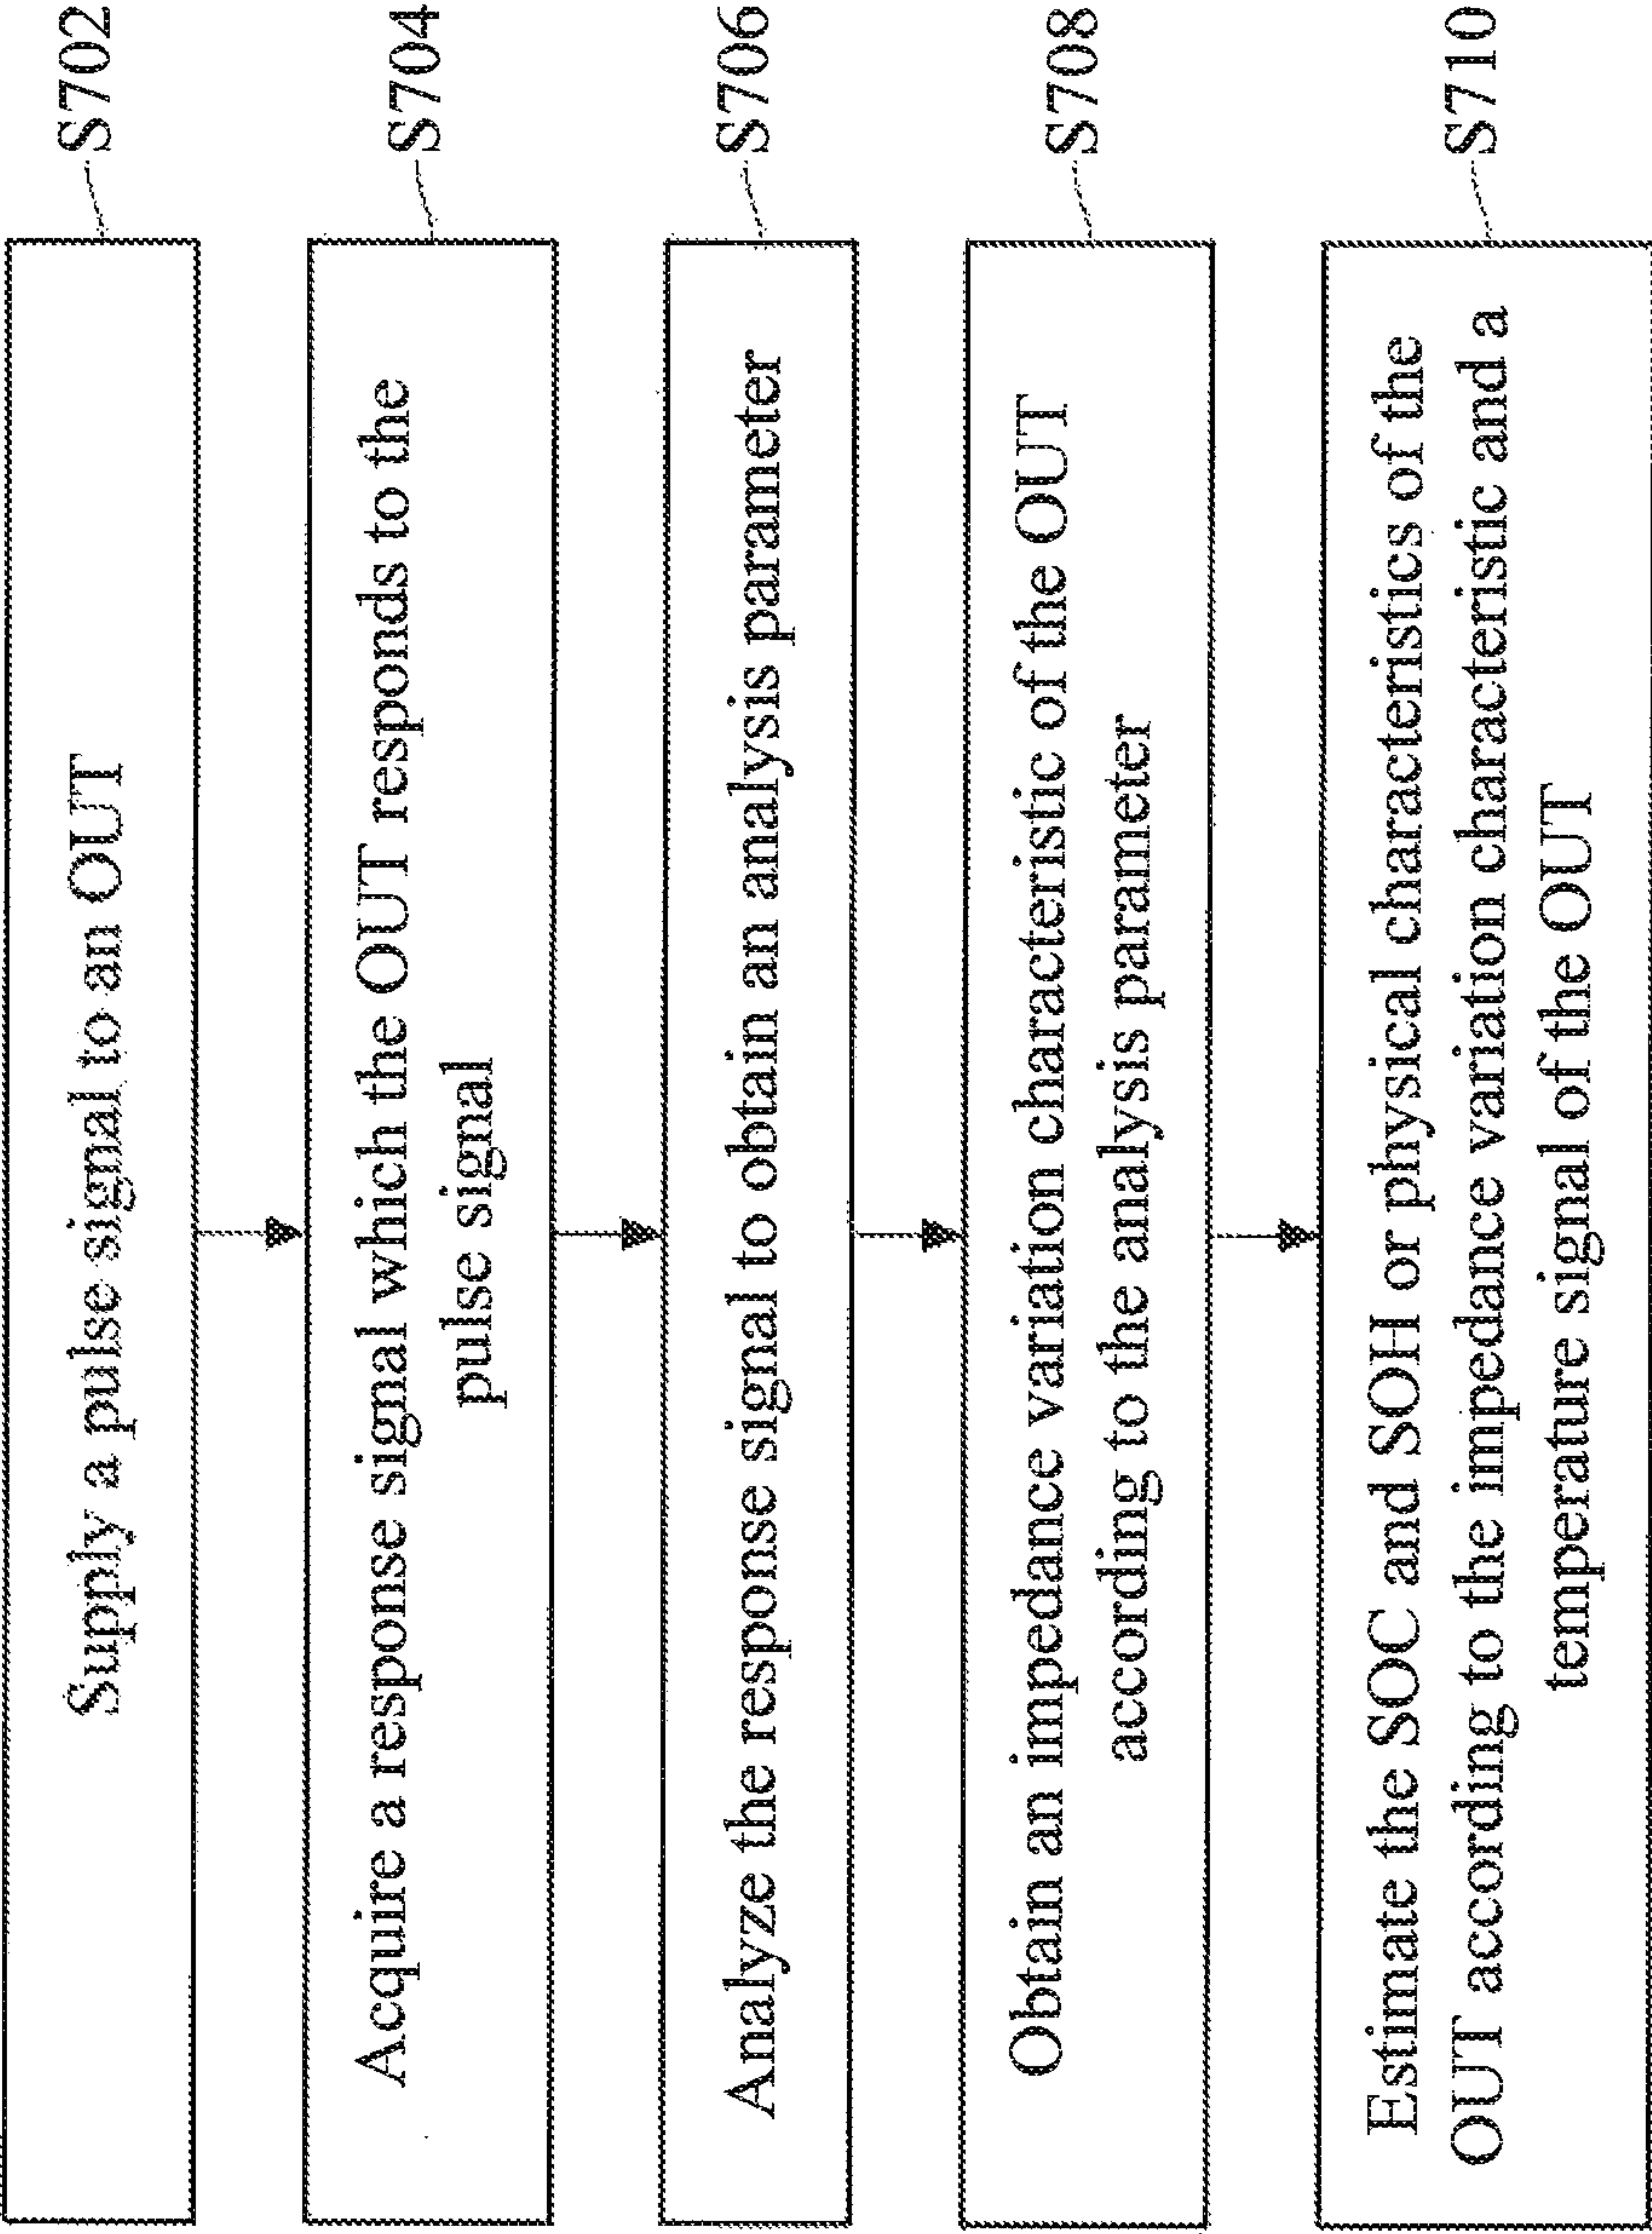 Supply a pulse signal to an OUT
S702
Acquire a response signal which the OUT responds to the
pulse signal
S704
Analyze the response signal to obtain an analysis parameter
S706
Obtain an impedance variation characteristic of the OUT
according to the analysis parameter
S708
Estimate the SOC and SOH or physical characteristics of the
OUT according to the impedance variation characteristic and a
temperature signal of the OUT
S710